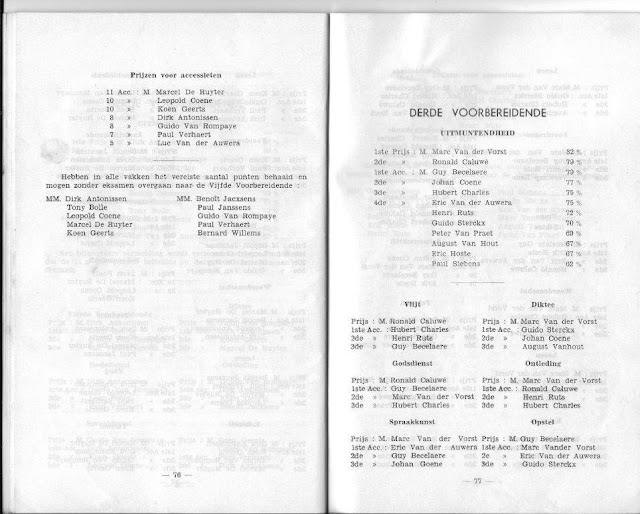 Prijzen voor accessieten
11 Acc. : M. Marcel De Ruyter
10 » Leopold Coene
10 » Koen Geerts
8 » Dirk Antonissen
8 » Guido Van Rompaye
7 » Paul Verhaert
5 » Luc Van der Auwera
Hebben in alle vakken het vereiste aantal punten behaald en
mogen zonder eksamen overgaan naar de Vijfde Voorbereidende :
MM. Dirk Antonissen
Tony Bolle
Leopold Coene
Marcel De Ruyter
Koen Geerts
MM. Benoît Jacxsens
Paul Janssens
Guido Van Rompaye
Paul Verhaert
Bernard Willems
— 76 —
DERDE VOORBEREIDENDE
UITMUNTENDHEID
1ste Prijs : M. Marc Van der Vorst 82 %
2de » Ronald Caluwé 79 %
1ste Acc. : M. Guy Becelaere 79 %
2de » Johan Coene 77 %
3de » Hubert Charles 75 %
4de » Eric Van der Auwera 75 %
Henri Ruts 72 %
Guido Sterckx 70 %
Peter Van Praet 69 %
August Van Hout 67 %
Eric Hoste 67 %
Paul Siebens 62 %
Vlijt
Prijs : M. Ronald Caluwe
1ste Acc. : Hubert Charles
2de » Henri Ruts
3de » Guy Becelaere
Diktee
Prijs : M. Marc Van der Vorst
1ste Acc. : Guido Sterckx
2de » Johan Coene
3de » August Vanhout
Godsdienst
Prijs : M. Ronald Caluwe
1ste Acc. : Guy Becelaere
2de » Marc Van der Vorst
3de » Hubert Charles
Ontleding
Prijs : M. Marc Van der Vorst
1ste Acc. : Ronald Caluwe
2de » Henri Ruts
3de » Hubert Charles
Spraakkunst
Prijs : M. Marc Van der Vorst
1ste Acc. : Eric Van der Auwera
2de » Guy Becelaere
3de » Johan Goene
Opstel
Prijs : M. Guy Becelaere
1ste Acc. : Marc Vander Vorst
2e » Eric Van der Auwera
3de » Guido Sterckx
— 77 —